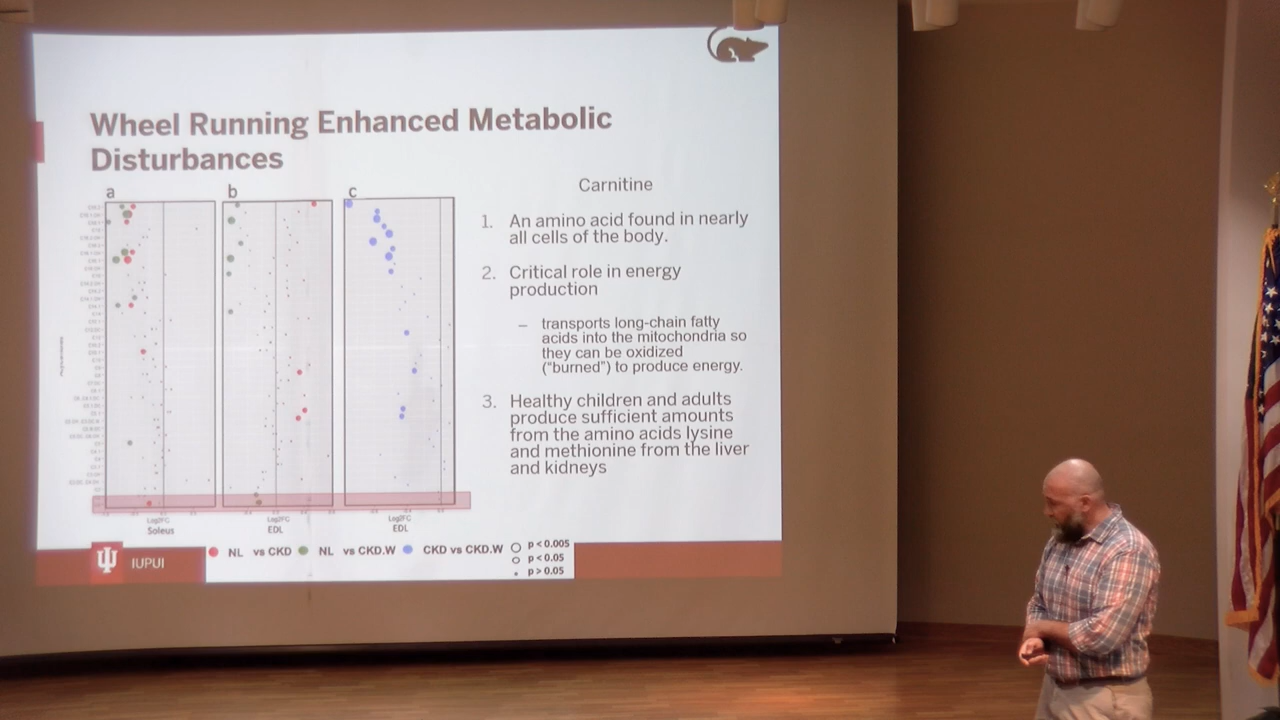 Wheel Running Enhanced Metabolic
Disturbances
a
b
c
Log2FC
Soleus
Log2FC
EDL
Log2FC
EDL
Carnitine
1. An amino acid found in nearly
all cells of the body.
2. Critical role in energy
production
– transports long-chain fatty
acids into the mitochondria so
they can be oxidized
("burned") to produce energy.
3. Healthy children and adults
produce sufficient amounts
from the amino acids lysine
and methionine from the liver
and kidneys
IUPUI
NL vs CKD NL vs CKD.W CKD vs CKD.W
p < 0.005
p < 0.05
p > 0.05